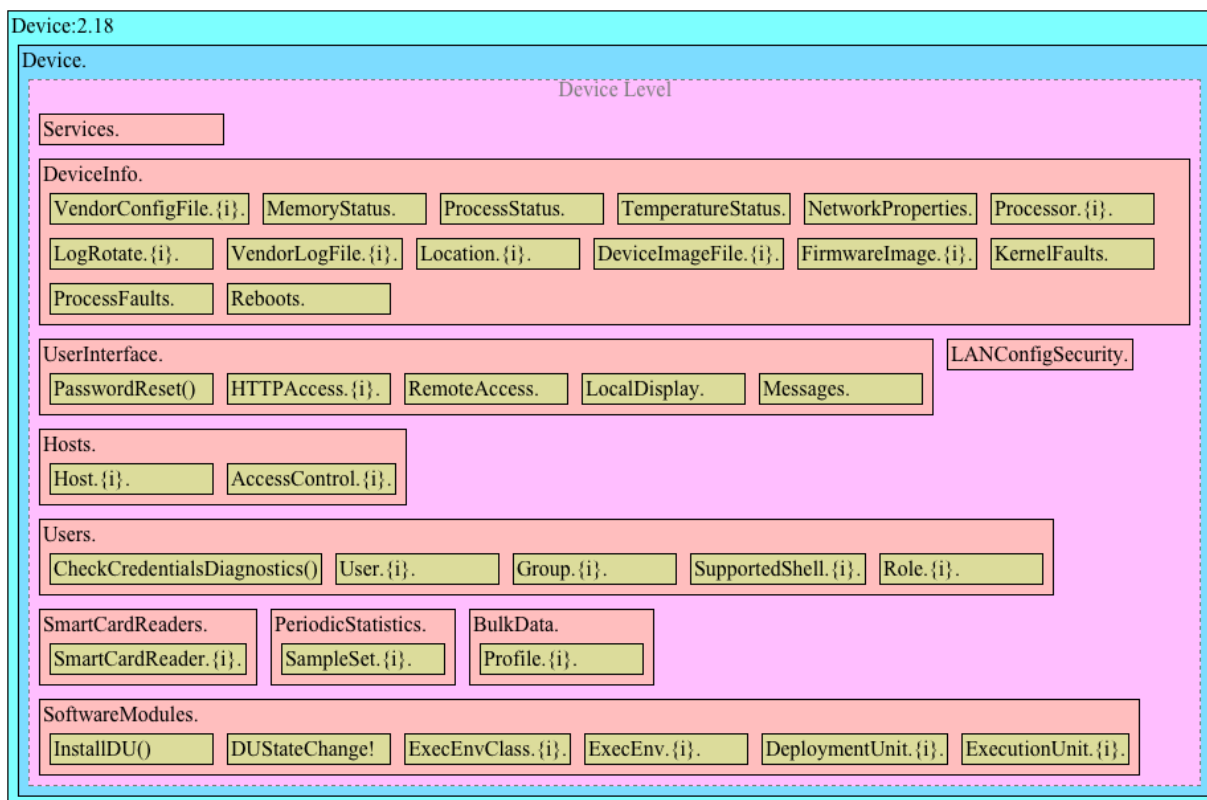 Device:2.18
Device.
Device Level
Services.
DeviceInfo.
VendorConfigFile.{i}. MemoryStatus. ProcessStatus. TemperatureStatus. NetworkProperties. Processor.{i}.
LogRotate.{i}. VendorLogFile.{i}. Location.{i}. DeviceImageFile.{i}. FirmwareImage.{i}. KernelFaults.
ProcessFaults. Reboots.
UserInterface. LANConfigSecurity.
PasswordReset() HTTPAccess.{i}. RemoteAccess. LocalDisplay. Messages.
Hosts.
Host.{i}. AccessControl.{i}.
Users.
CheckCredentialsDiagnostics() User.{i}. Group.{i}. SupportedShell.{i}. Role.{i}.
SmartCardReaders. PeriodicStatistics. BulkData.
SmartCardReader.{i}. SampleSet.{i}. Profile.{i}.
SoftwareModules.
InstallDU() DUStateChange! ExecEnvClass.{i}. ExecEnv.{i}. DeploymentUnit.{i}. ExecutionUnit.{i}.